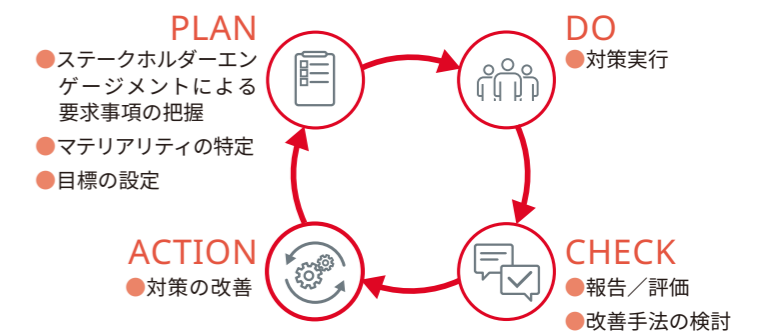 PLAN
●ステークホルダーエン
ゲージメントによる
要求事項の把握
●マテリアリティの特定
●目標の設定
DO
●対策実行
ACTION
●対策の改善
CHECK
●報告／評価
●改善手法の検討